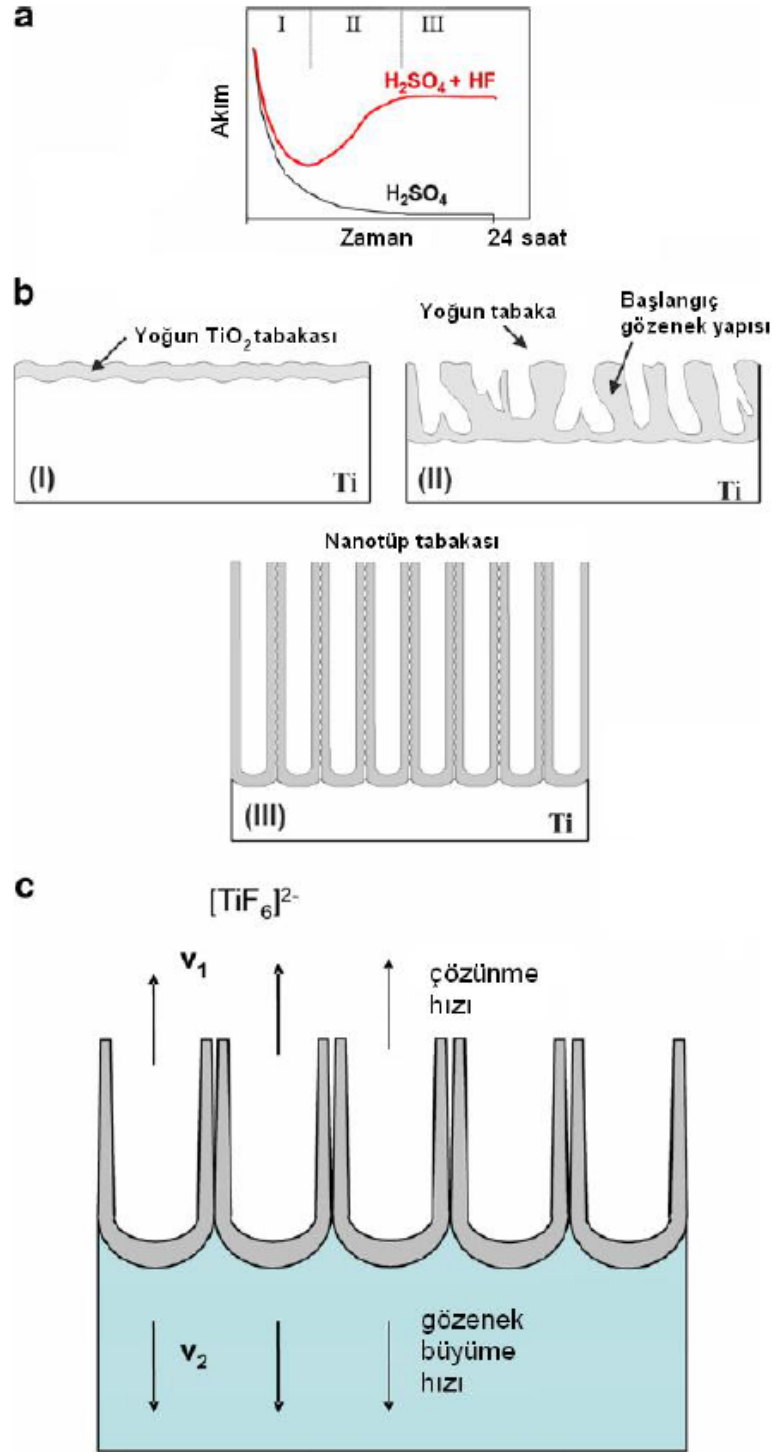 a
I II III
H₂SO₄ + HF
Akım
H₂SO₄
Zaman 24 saat
b
Yoğun TiO₂ tabakası
Yoğun tabaka
Başlangıç
gözenek yapısı
(I) Ti
(II) Ti
Nanotüp tabakası
(III) Ti
c
[TiF₆]²⁻
v₁
çözünme
hızı
v₂
gözenek
büyüme
hızı